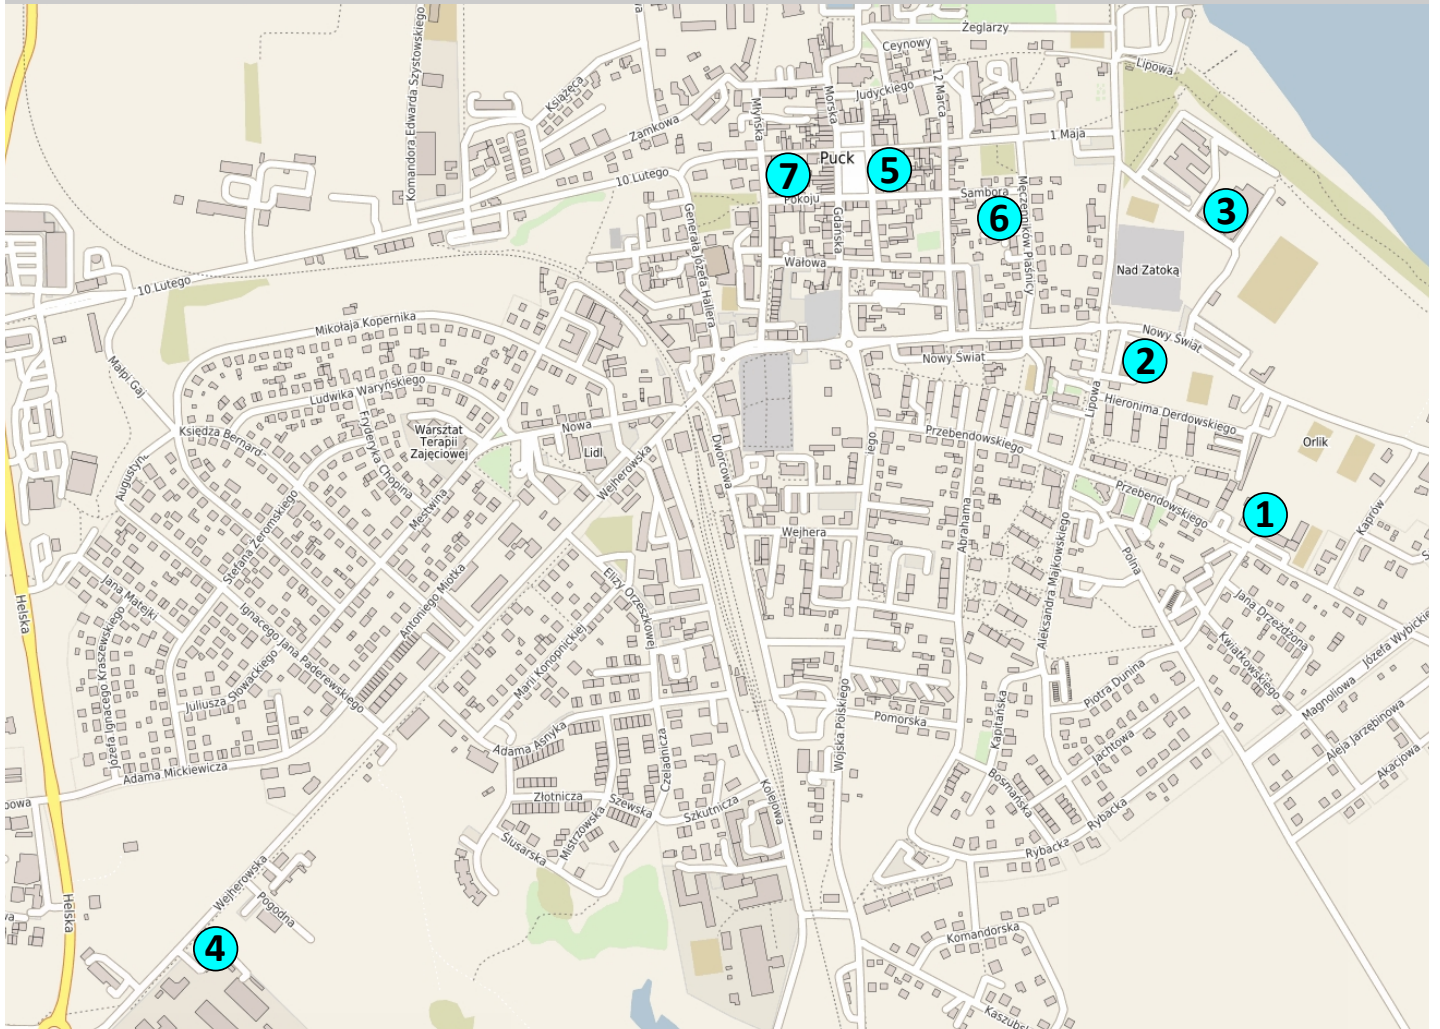 Żeglarzy
Ceynowy
Lipowa
Komandora Edwarda Szystowskiego
Książęca
Zamkowa
Młyńska
Morska
Judyckiego
12 Marca
1 Maja
Puck
7
5
3
6
10 Lutego
Pokoju
Sambora
Męczenników Piaśnicy
Generała Józefa Hallera
Gdańska
Wałowa
Nad Zatoką
10 Lutego
Mikołaja Kopernika
Nowy Świat
Nowy Świat
2
Małpi Gaj
Ludwika Waryńskiego
Fryderyka Chopina
Warsztat
Terapii
Zajęciowej
Księdza Bernard
Nowa
Lidl
Wejherowska
Dworcowa
Przebendowskiego
Lipowa
Hieronima Derdowskiego
Orlik
iego
Mestwina
Stefana Żeromskiego
Przebendowskiego
1
Kaprów
Abrahama
Wejhera
Aleksandra Majkowskiego
Polna
Helska
Jana Matejki
Józefa Ignacego Kraszewskiego
Antoniego Miotka
Elizy Orzeszkowej
Marii Konopnickiej
Ignacego Jana Paderewskiego
Juliusza Słowackiego
Jana Drzeżdżona
Kwiatkowskiego
Józefa Wybickie
Magnoliowa
Aleja Jarzębinowa
Akacjowa
Piotra Dunina
Jachtowa
Kapitańska
Pomorska
Wojska Polskiego
Adama Asnyka
Czeladnicza
Adama Mickiewicza
powa
Złotnicza
Szewska
Szkutnicza
Kolejowa
Mistrzowska
Ślusarska
Bosmańska
Rybacka
Rybacka
Wejherowska
Pogodna
Helska
4
Komandorska